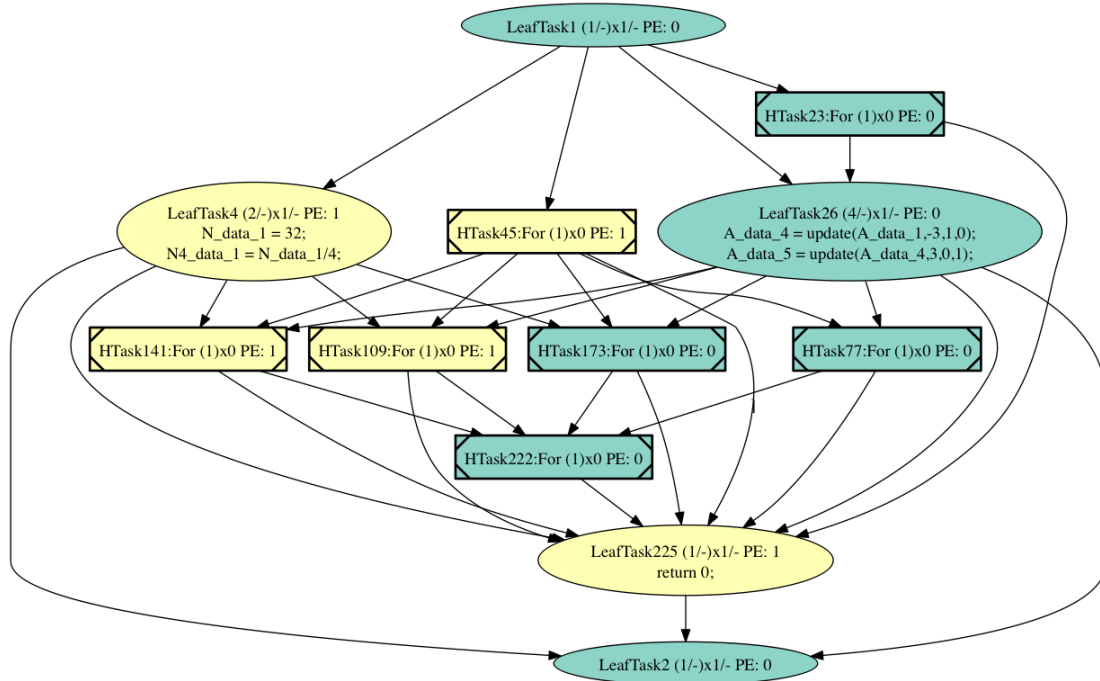 LeafTask1 (1/-)x1/- PE: 0
HTask23:For (1)x0 PE: 0
LeafTask4 (2/-)x1/- PE: 1
N_data_1 = 32;
N4_data_1 = N_data_1/4;
HTask45:For (1)x0 PE: 1
LeafTask26 (4/-)x1/- PE: 0
A_data_4 = update(A_data_1,-3,1,0);
A_data_5 = update(A_data_4,3,0,1);
HTask141:For (1)x0 PE: 1
HTask109:For (1)x0 PE: 1
HTask173:For (1)x0 PE: 0
HTask77:For (1)x0 PE: 0
HTask222:For (1)x0 PE: 0
LeafTask225 (1/-)x1/- PE: 1
return 0;
LeafTask2 (1/-)x1/- PE: 0